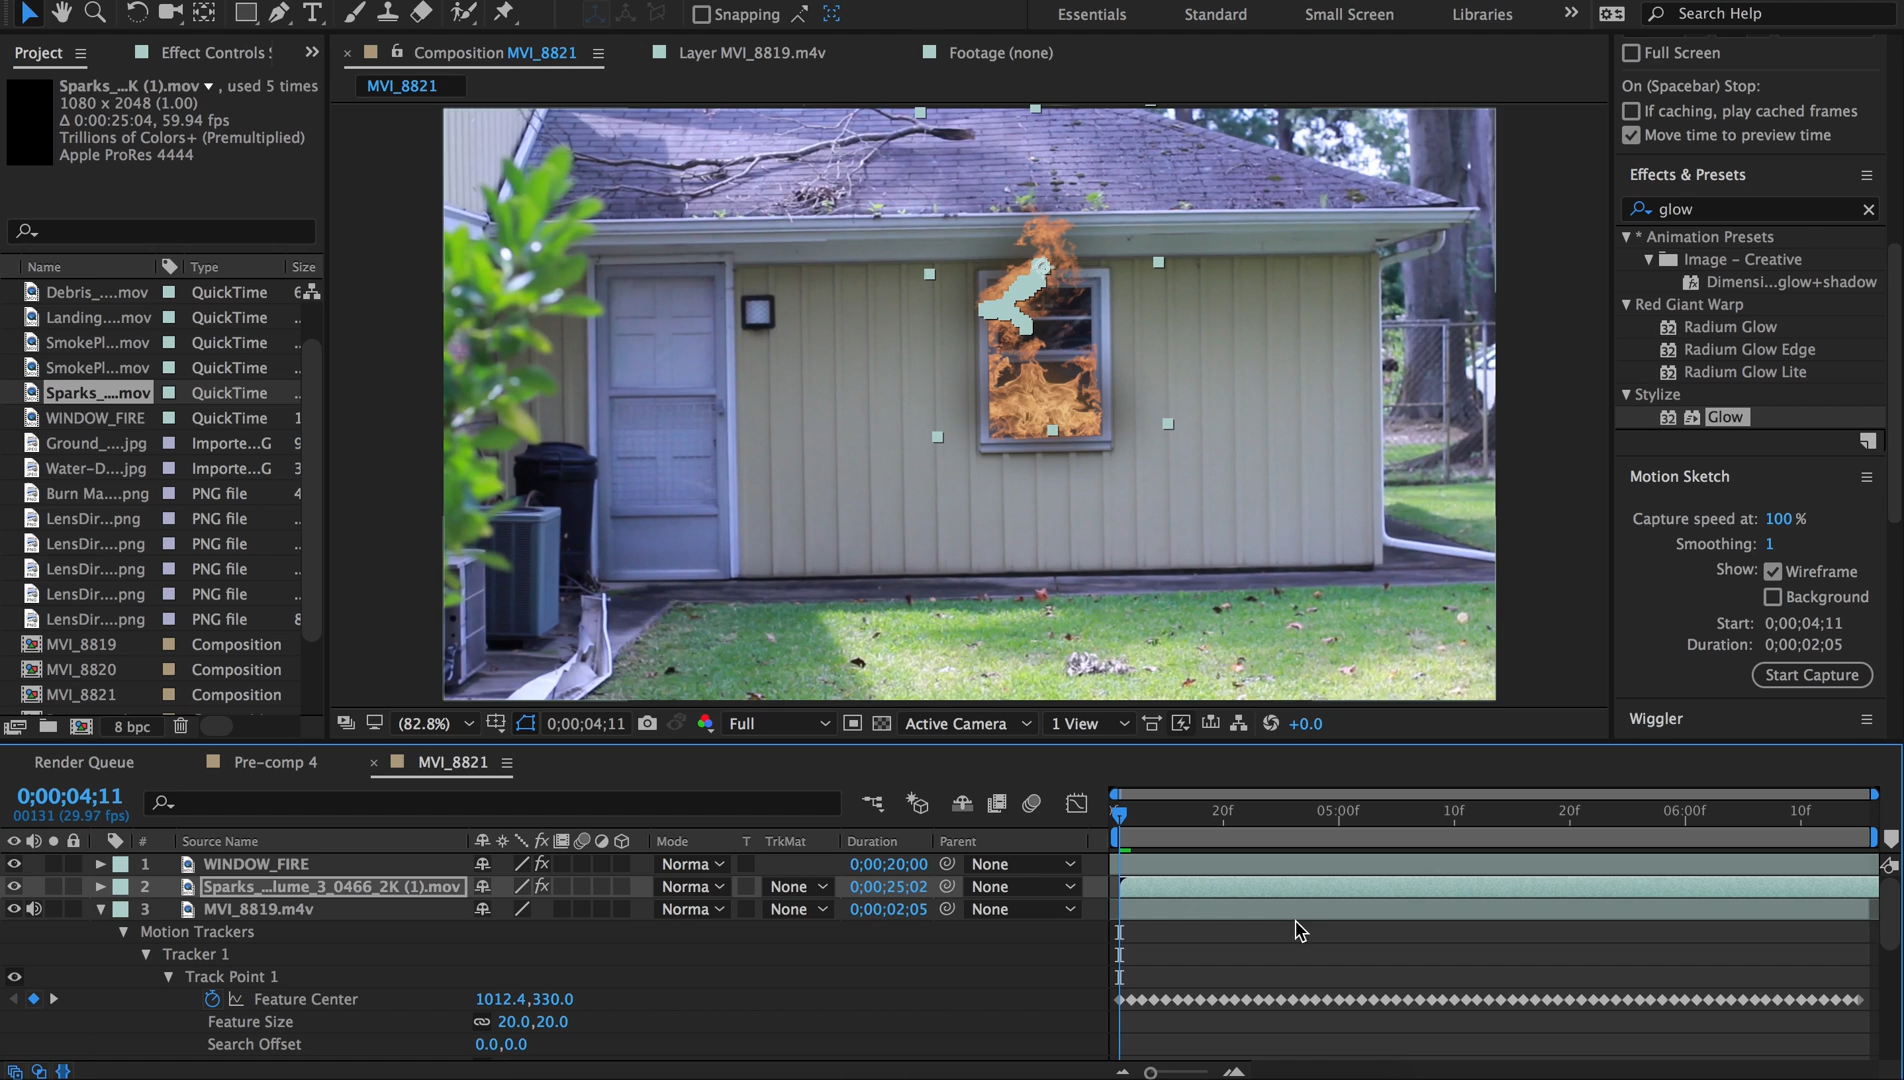 Snapping
Essentials
Standard
Small Screen
Libraries
Search Help
Project
Effect Controls
Composition MVI_8821
Layer MVI_8819.m4v
Footage (none)
MVI_8821
Sparks_...K (1).mov ▼, used 5 times
1080 x 2048 (1.00)
Δ 0:00:25:04, 59.94 fps
Trillions of Colors+ (Premultiplied)
Apple ProRes 4444
Name Type Size
Debris_....mov QuickTime 6
Landing....mov QuickTime ..
SmokePl...mov QuickTime ..
SmokePl...mov QuickTime ..
Sparks_....mov QuickTime ..
WINDOW_FIRE QuickTime 1
Ground_....jpg Importe...G 9
Water-D....jpg Importe...G 3
Burn Ma....png PNG file 4
LensDir...png PNG file ..
LensDir....png PNG file ..
LensDir....png PNG file ..
LensDir....png PNG file ..
LensDir....png PNG file 8
MVI_8819 Composition
MVI_8820 Composition
MVI_8821 Composition
8 bpc
(82.8%) 0;00;04;11 Full Active Camera 1 View +0.0
Full Screen
On (Spacebar) Stop:
If caching, play cached frames
Move time to preview time
Effects & Presets
glow
* Animation Presets
Image – Creative
Dimensi...glow+shadow
Red Giant Warp
Radium Glow
Radium Glow Edge
Radium Glow Lite
Stylize
Glow
Motion Sketch
Capture speed at: 100 %
Smoothing: 1
Show: Wireframe
Background
Start: 0;00;04;11
Duration: 0;00;02;05
Start Capture
Wiggler
Render Queue
Pre-comp 4
MVI_8821
0;00;04;11
00131 (29.97 fps)
20f 05:00f 10f 20f 06:00f 10f
# Source Name fx Mode T TrkMat Duration Parent
1 WINDOW_FIRE fx Norma 0;00;20;00 None
2 Sparks_...lume_3_0466_2K (1).mov fx Norma None 0;00;25;02 None
3 MVI_8819.m4v Norma None 0;00;02;05 None
Motion Trackers
Tracker 1
Track Point 1
Feature Center 1012.4,330.0
Feature Size 20.0,20.0
Search Offset 0.0,0.0